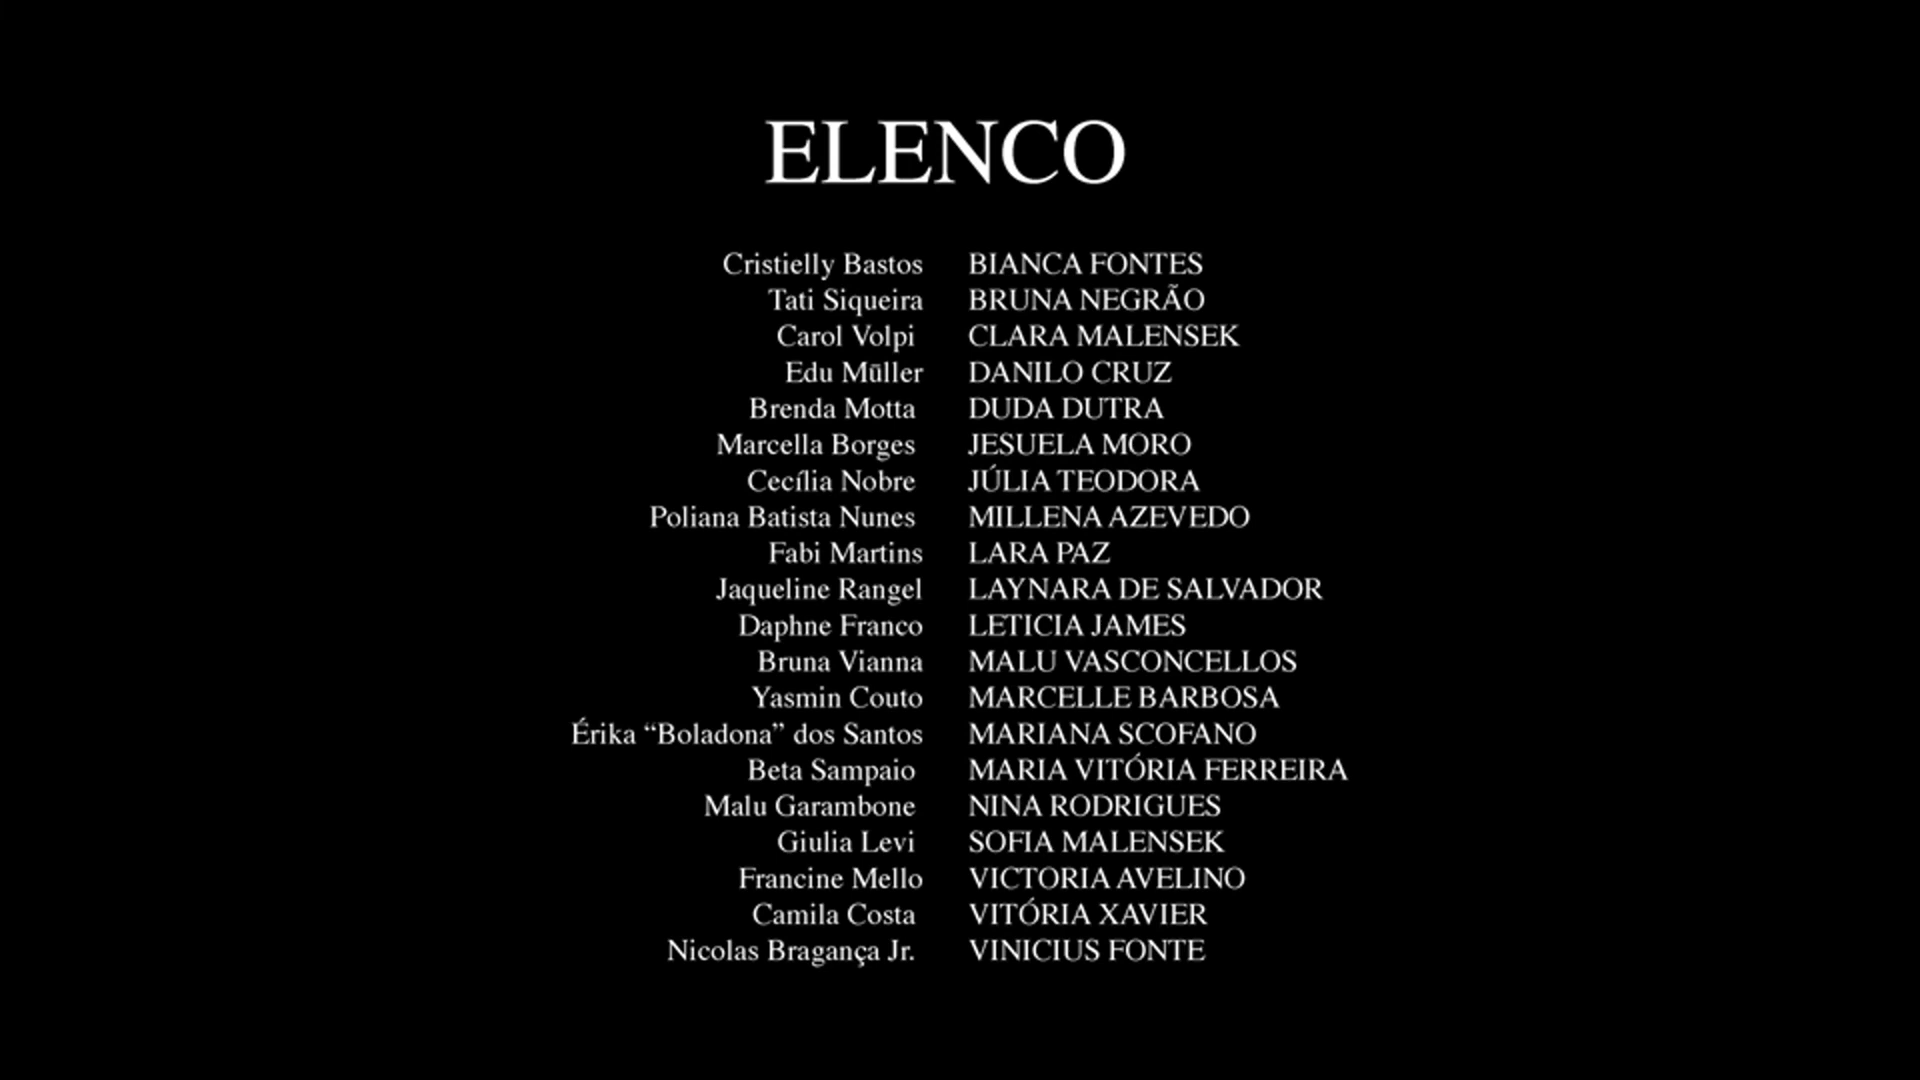 ELENCO
Cristielly Bastos BIANCA FONTES
Tati Siqueira BRUNA NEGRÃO
Carol Volpi CLARA MALENSEK
Edu Mūller DANILO CRUZ
Brenda Motta DUDA DUTRA
Marcella Borges JESUELA MORO
Cecília Nobre JÚLIA TEODORA
Poliana Batista Nunes MILLENA AZEVEDO
Fabi Martins LARA PAZ
Jaqueline Rangel LAYNARA DE SALVADOR
Daphne Franco LETICIA JAMES
Bruna Vianna MALU VASCONCELLOS
Yasmin Couto MARCELLE BARBOSA
Érika “Boladona” dos Santos MARIANA SCOFANO
Beta Sampaio MARIA VITÓRIA FERREIRA
Malu Garambone NINA RODRIGUES
Giulia Levi SOFIA MALENSEK
Francine Mello VICTORIA AVELINO
Camila Costa VITÓRIA XAVIER
Nicolas Bragança Jr. VINICIUS FONTE